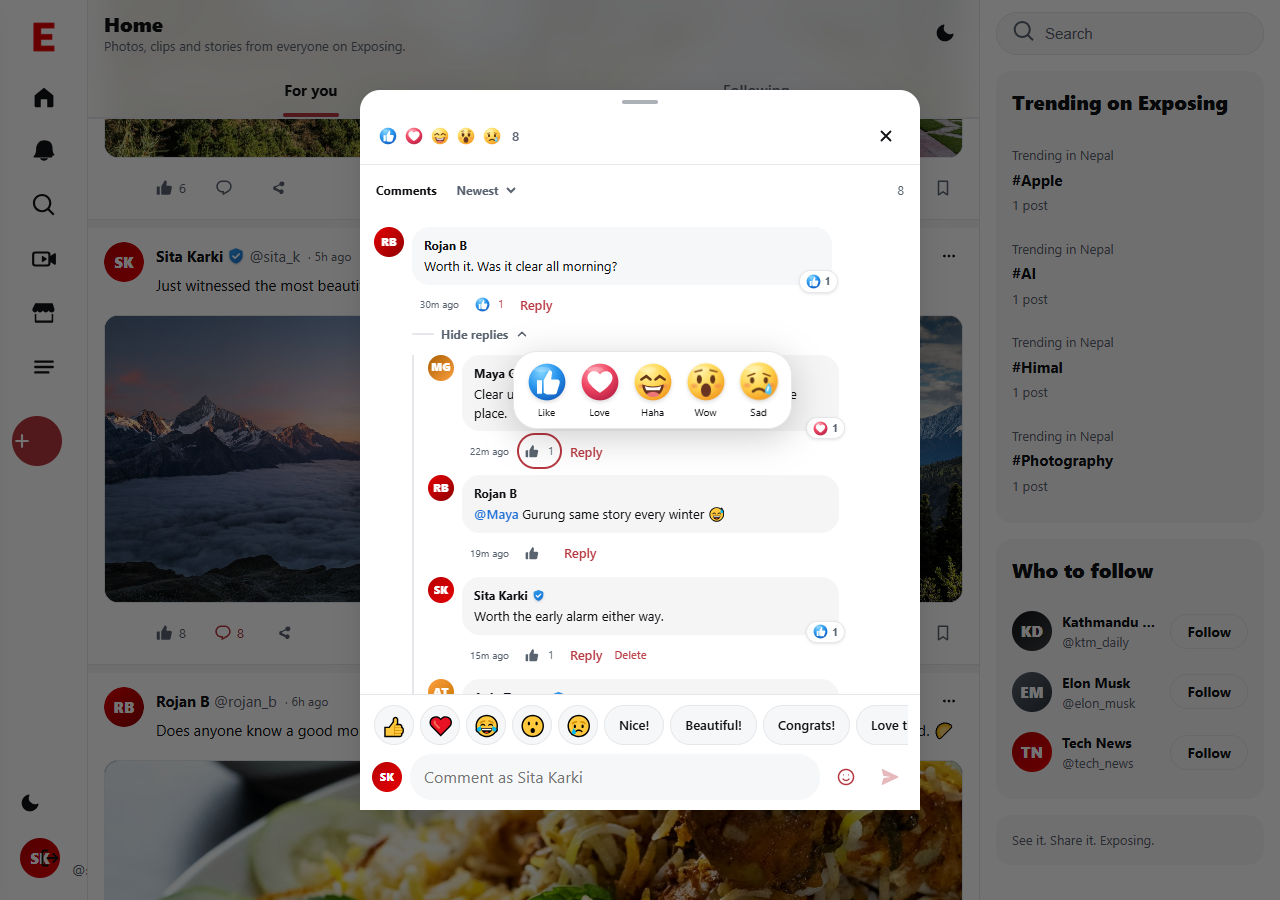 E
Home
Photos, clips and stories from everyone on Exposing.
For you
Following
6
SK
Sita Karki @sita_k · 5h ago
Just witnessed the most beauti
8
8
RB
Rojan B @rojan_b · 6h ago
Does anyone know a good mo
d.
SK
@s
8
Comments Newest
8
RB
Rojan B
Worth it. Was it clear all morning?
1
30m ago 1 Reply
Hide replies
MG
Maya G
Clear u
e
place.
Like Love Haha Wow Sad
1
22m ago 1 Reply
RB
Rojan B
@Maya Gurung same story every winter 😅
19m ago Reply
SK
Sita Karki
Worth the early alarm either way.
1
15m ago 1 Reply Delete
AT
Nice! Beautiful! Congrats! Love t
SK
Comment as Sita Karki
Search
Trending on Exposing
Trending in Nepal
#Apple
1 post
Trending in Nepal
#AI
1 post
Trending in Nepal
#Himal
1 post
Trending in Nepal
#Photography
1 post
Who to follow
KD
Kathmandu ...
@ktm_daily
Follow
EM
Elon Musk
@elon_musk
Follow
TN
Tech News
@tech_news
Follow
See it. Share it. Exposing.